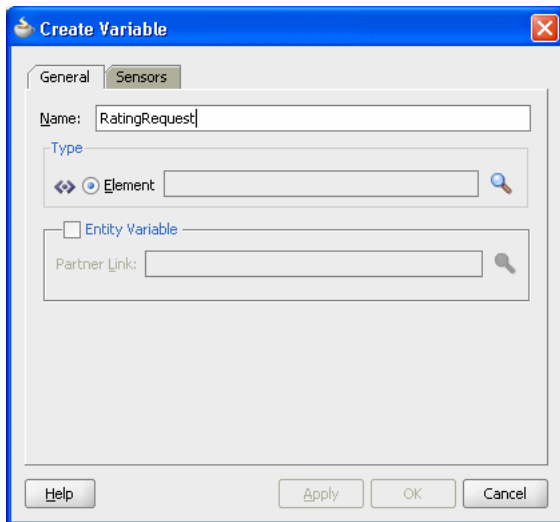 Create Variable
General Sensors
Name: RatingRequest
Type
Element
Entity Variable
Partner Link:
Help Apply OK Cancel